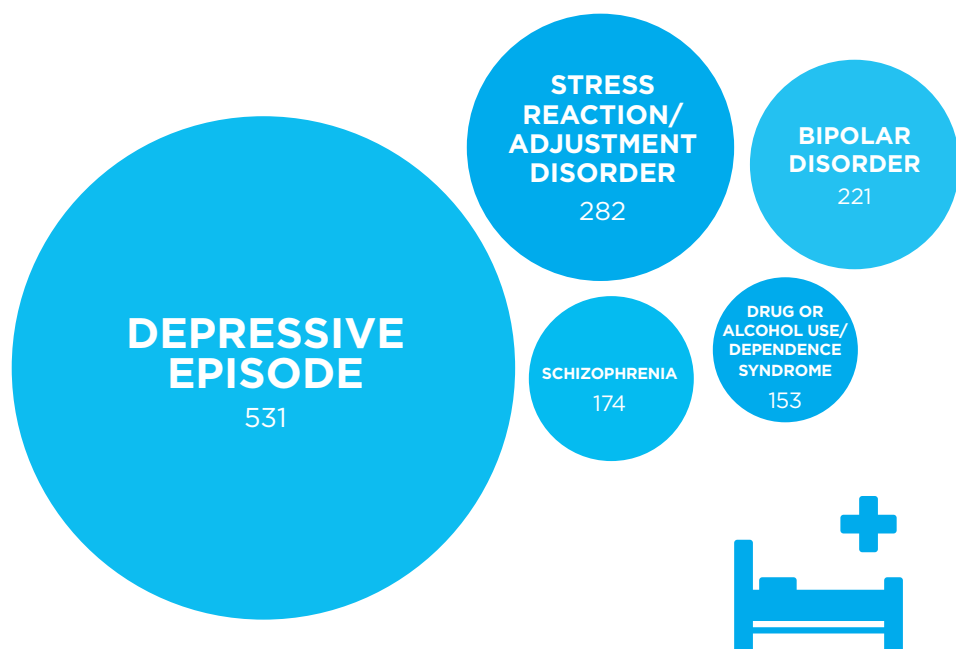 STRESS
REACTION/
ADJUSTMENT
DISORDER
282
BIPOLAR
DISORDER
221
DEPRESSIVE
EPISODE
531
SCHIZOPHRENIA
174
DRUG OR
ALCOHOL USE/
DEPENDENCE
SYNDROME
153